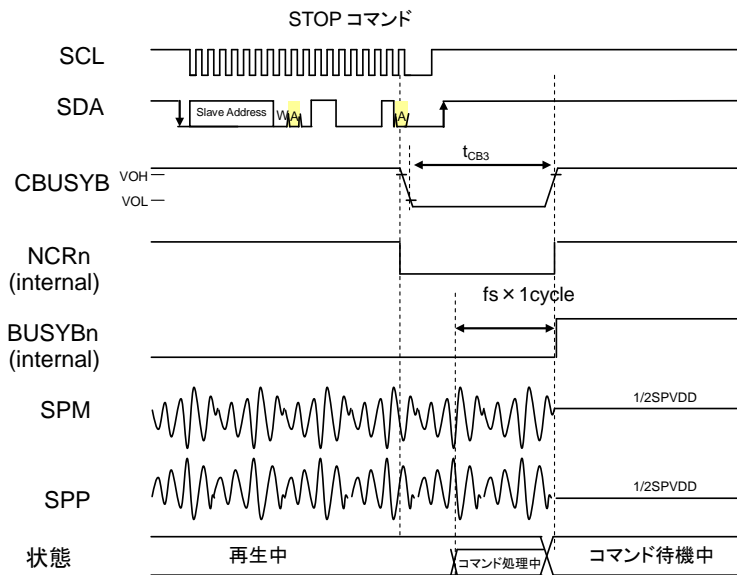 STOP コマンド
SCL
SDA
Slave Address
W
A
A
tCB3
CBUSYB
VOH
VOL
NCRn
(internal)
fs×1cycle
BUSYBn
(internal)
SPM
1/2SPVDD
SPP
1/2SPVDD
状態
再生中
コマンド処理中
コマンド待機中